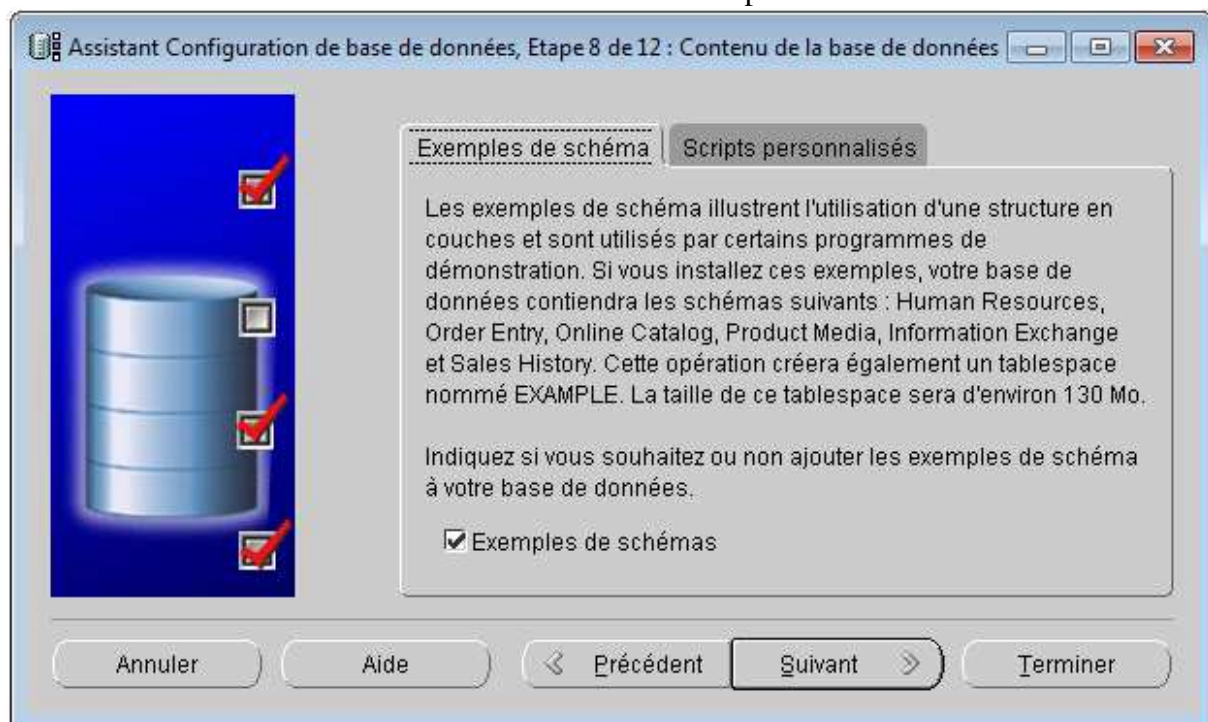 Assistant Configuration de base de données, Etape 8 de 12 : Contenu de la base de données
Exemples de schéma
Scripts personnalisés
Les exemples de schéma illustrent l'utilisation d'une structure en
couches et sont utilisés par certains programmes de
démonstration. Si vous installez ces exemples, votre base de
données contiendra les schémas suivants : Human Resources,
Order Entry, Online Catalog, Product Media, Information Exchange
et Sales History. Cette opération créera également un tablespace
nommé EXAMPLE. La taille de ce tablespace sera d'environ 130 Mo.
Indiquez si vous souhaitez ou non ajouter les exemples de schéma
à votre base de données.
Exemples de schémas
Annuler
Aide
Précédent
Suivant
Terminer